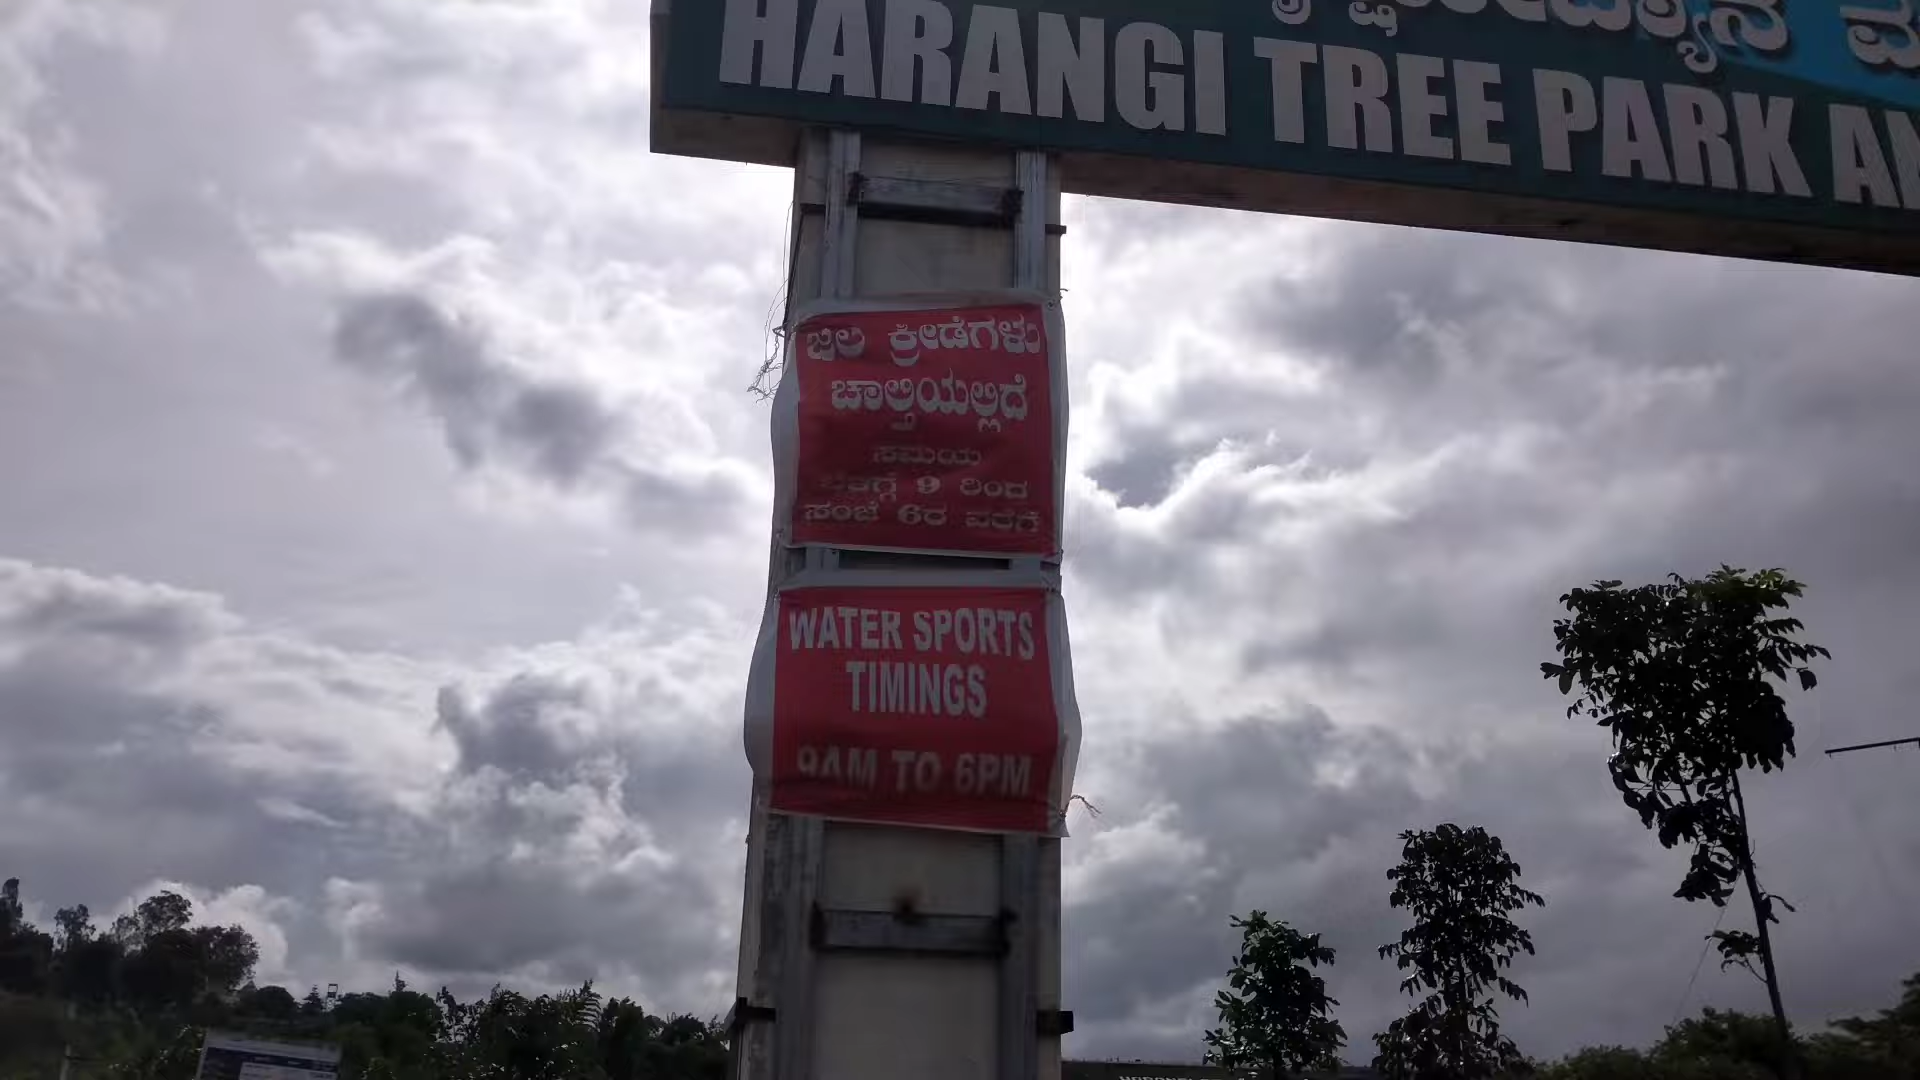 HARANGI TREE PARK
ಜಲ ಕ್ರೀಡೆಗಳು
ಚಾಲ್ತಿಯಲ್ಲಿದೆ
ಸಮಯ
ಬೆಳಗ್ಗೆ 9 ರಿಂದ
ಸಂಜೆ 6ರ ವರೆಗೆ
WATER SPORTS
TIMINGS
9AM TO 6PM